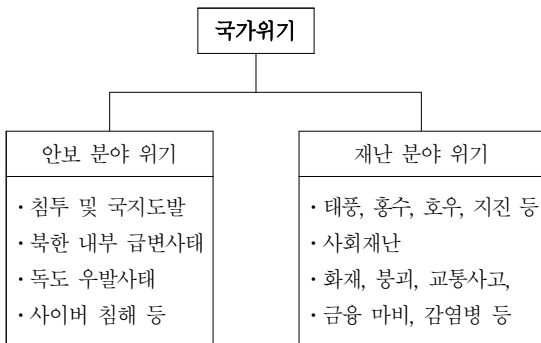 국가위기
안보 분야 위기
· 침투 및 국지도발
· 북한 내부 급변사태
· 독도 우발사태
· 사이버 침해 등
재난 분야 위기
· 태풍, 홍수, 호우, 지진 등
· 사회재난
· 화재, 붕괴, 교통사고,
· 금융 마비, 감염병 등